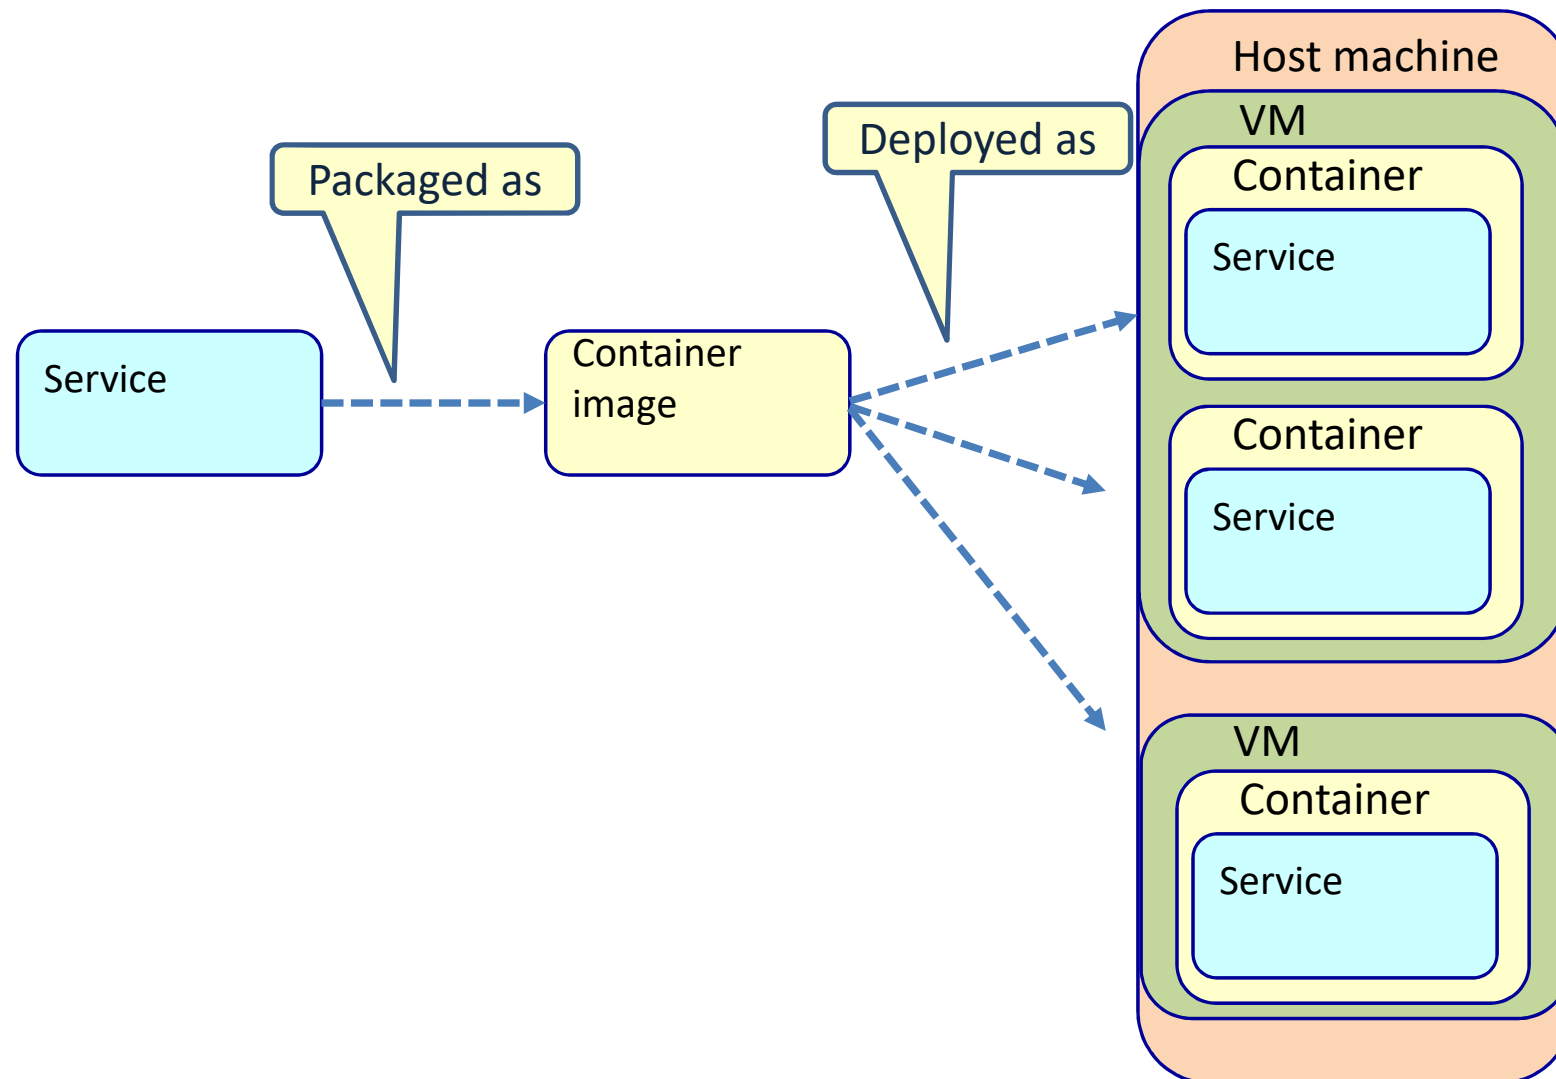 Host machine
VM
Deployed as
Packaged as
Container
Service
Service
Container
image
Container
Service
VM
Container
Service